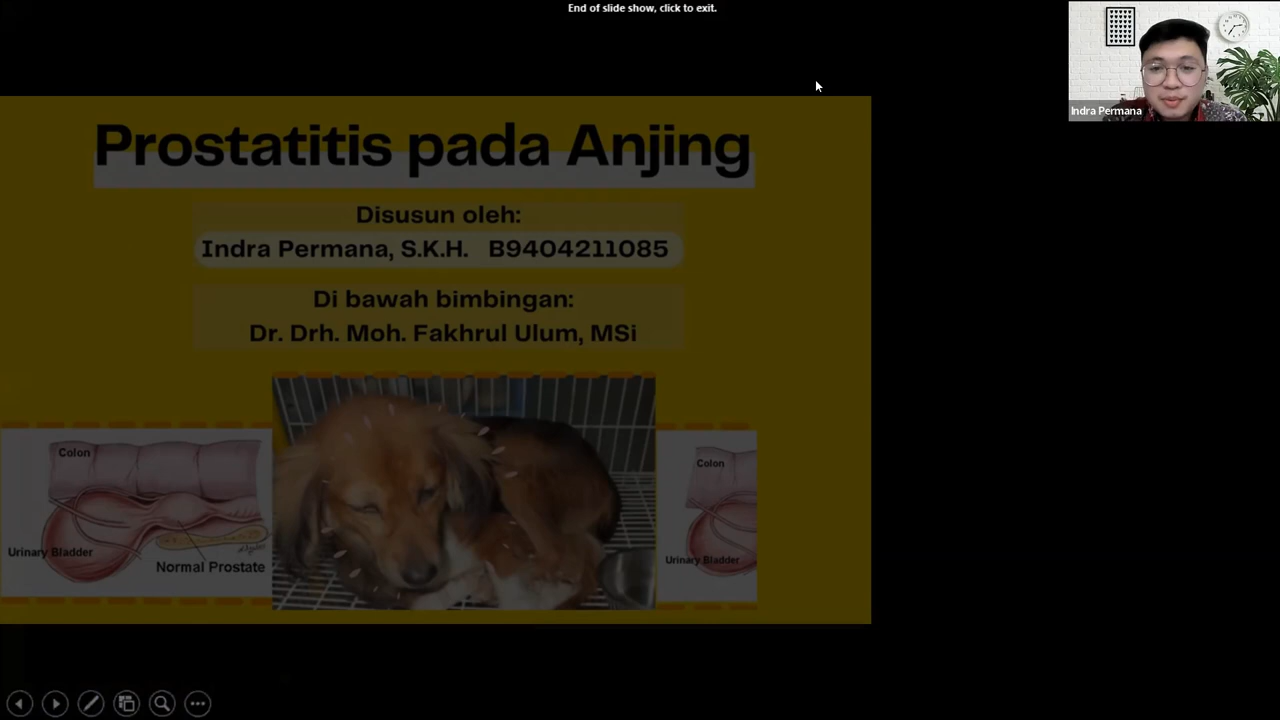 End of slide show, click to exit.
Indra Permana
Prostatitis pada Anjing
Disusun oleh:
Indra Permana, S.K.H. B9404211085
Di bawah bimbingan:
Dr. Drh. Moh. Fakhrul Ulum, MSi
Colon
Urinary Bladder
Normal Prostate
Colon
Urinary Bladder